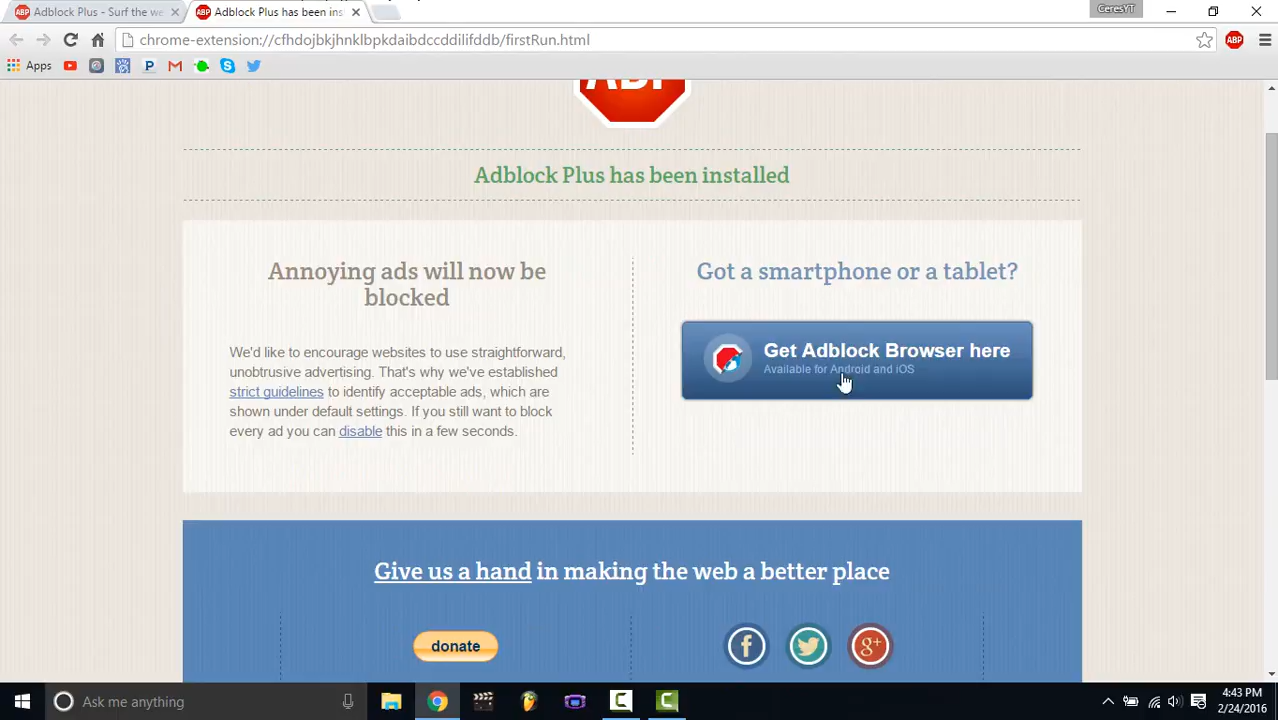 Adblock Plus - Surf the we
Adblock Plus has been ins
CeresYT
chrome-extension://cfhdojbkjhnklbpkdaibdccddilifddb/firstRun.html
ABP
Apps
ABP
Adblock Plus has been installed
Annoying ads will now be
blocked
We'd like to encourage websites to use straightforward,
unobtrusive advertising. That's why we've established
strict guidelines to identify acceptable ads, which are
shown under default settings. If you still want to block
every ad you can disable this in a few seconds.
Got a smartphone or a tablet?
Get Adblock Browser here
Available for Android and iOS
Give us a hand in making the web a better place
donate
Ask me anything
4:43 PM
2/24/2016